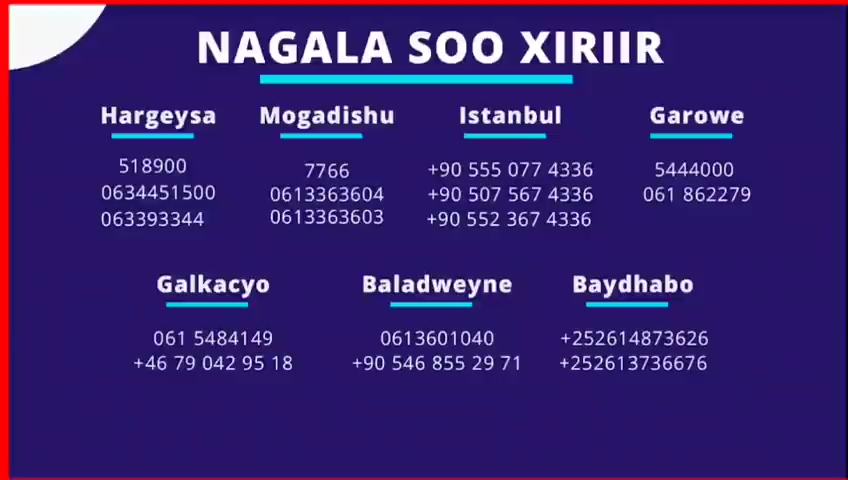 NAGALA SOO XIRIIR
Hargeysa
518900
0634451500
063393344
Mogadishu
7766
0613363604
0613363603
Istanbul
+90 555 077 4336
+90 507 567 4336
+90 552 367 4336
Garowe
5444000
061 862279
Galkacyo
061 5484149
+46 79 042 95 18
Baladweyne
0613601040
+90 546 855 29 71
Baydhabo
+252614873626
+252613736676